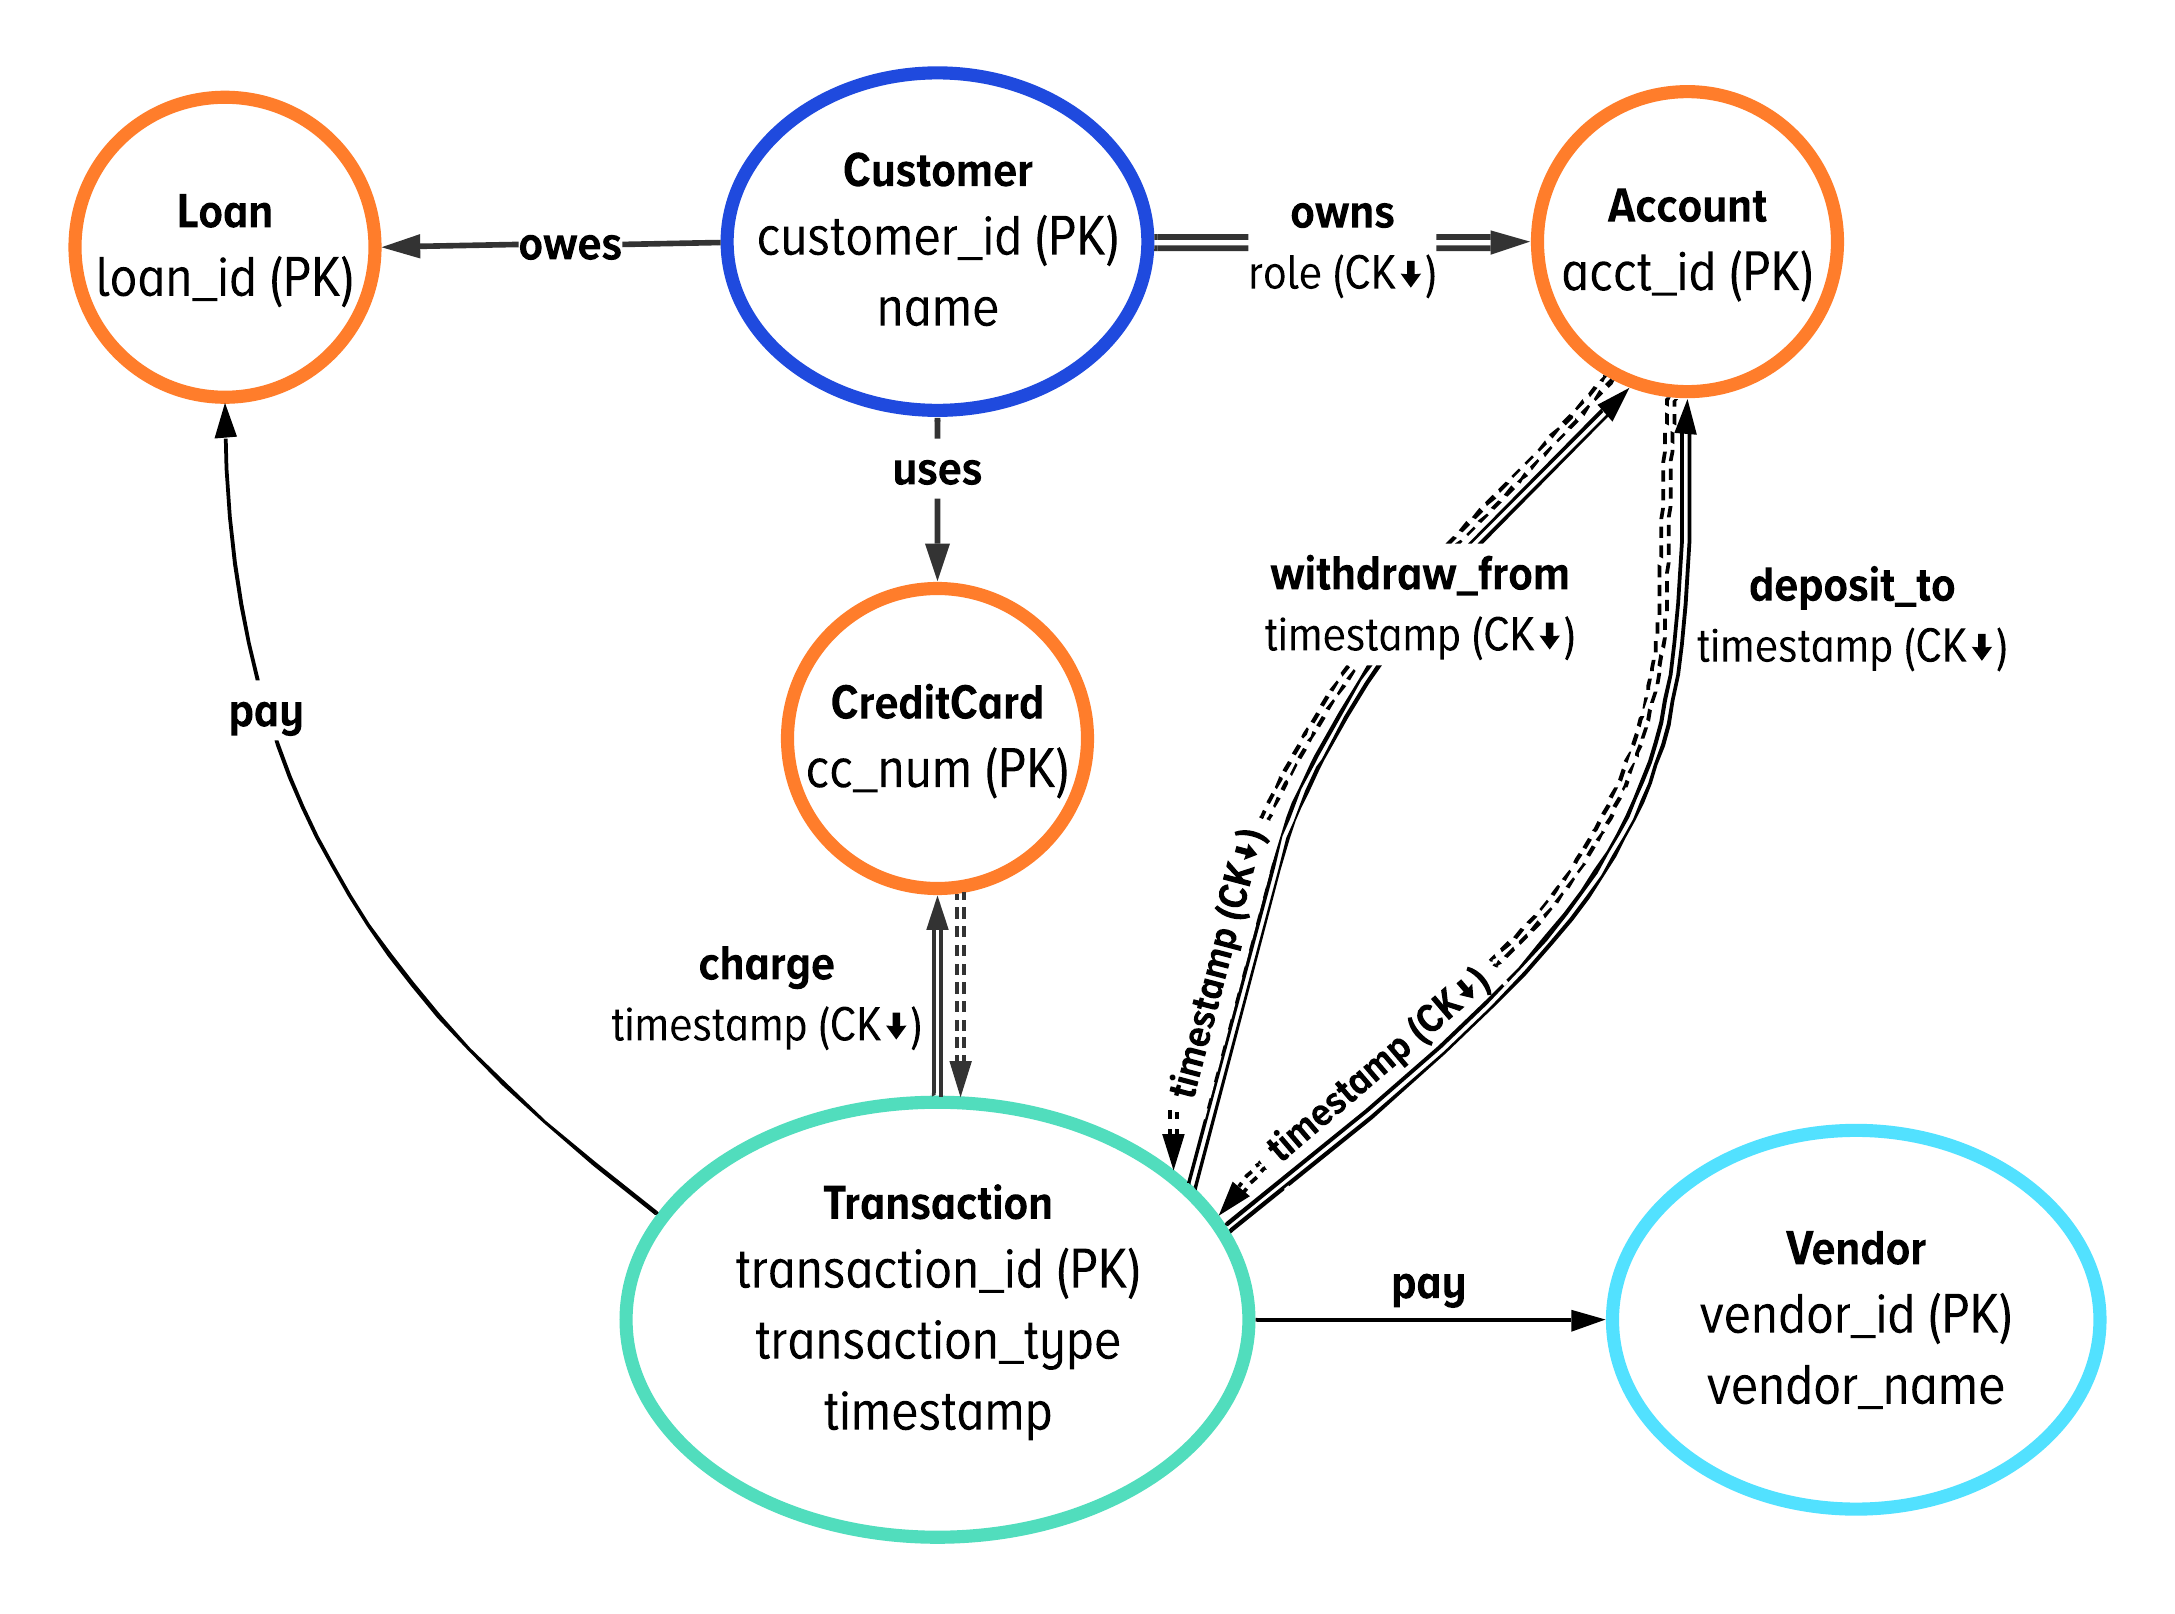 Loan
loan_id (PK)
owes
Customer
customer_id (PK)
name
owns
role (CK⬇)
Account
acct_id (PK)
uses
withdraw_from
timestamp (CK⬇)
deposit_to
timestamp (CK⬇)
pay
CreditCard
cc_num (PK)
charge
timestamp (CK⬇)
timestamp (CK⬇)
timestamp (CK⬇)
Transaction
transaction_id (PK)
transaction_type
timestamp
pay
Vendor
vendor_id (PK)
vendor_name